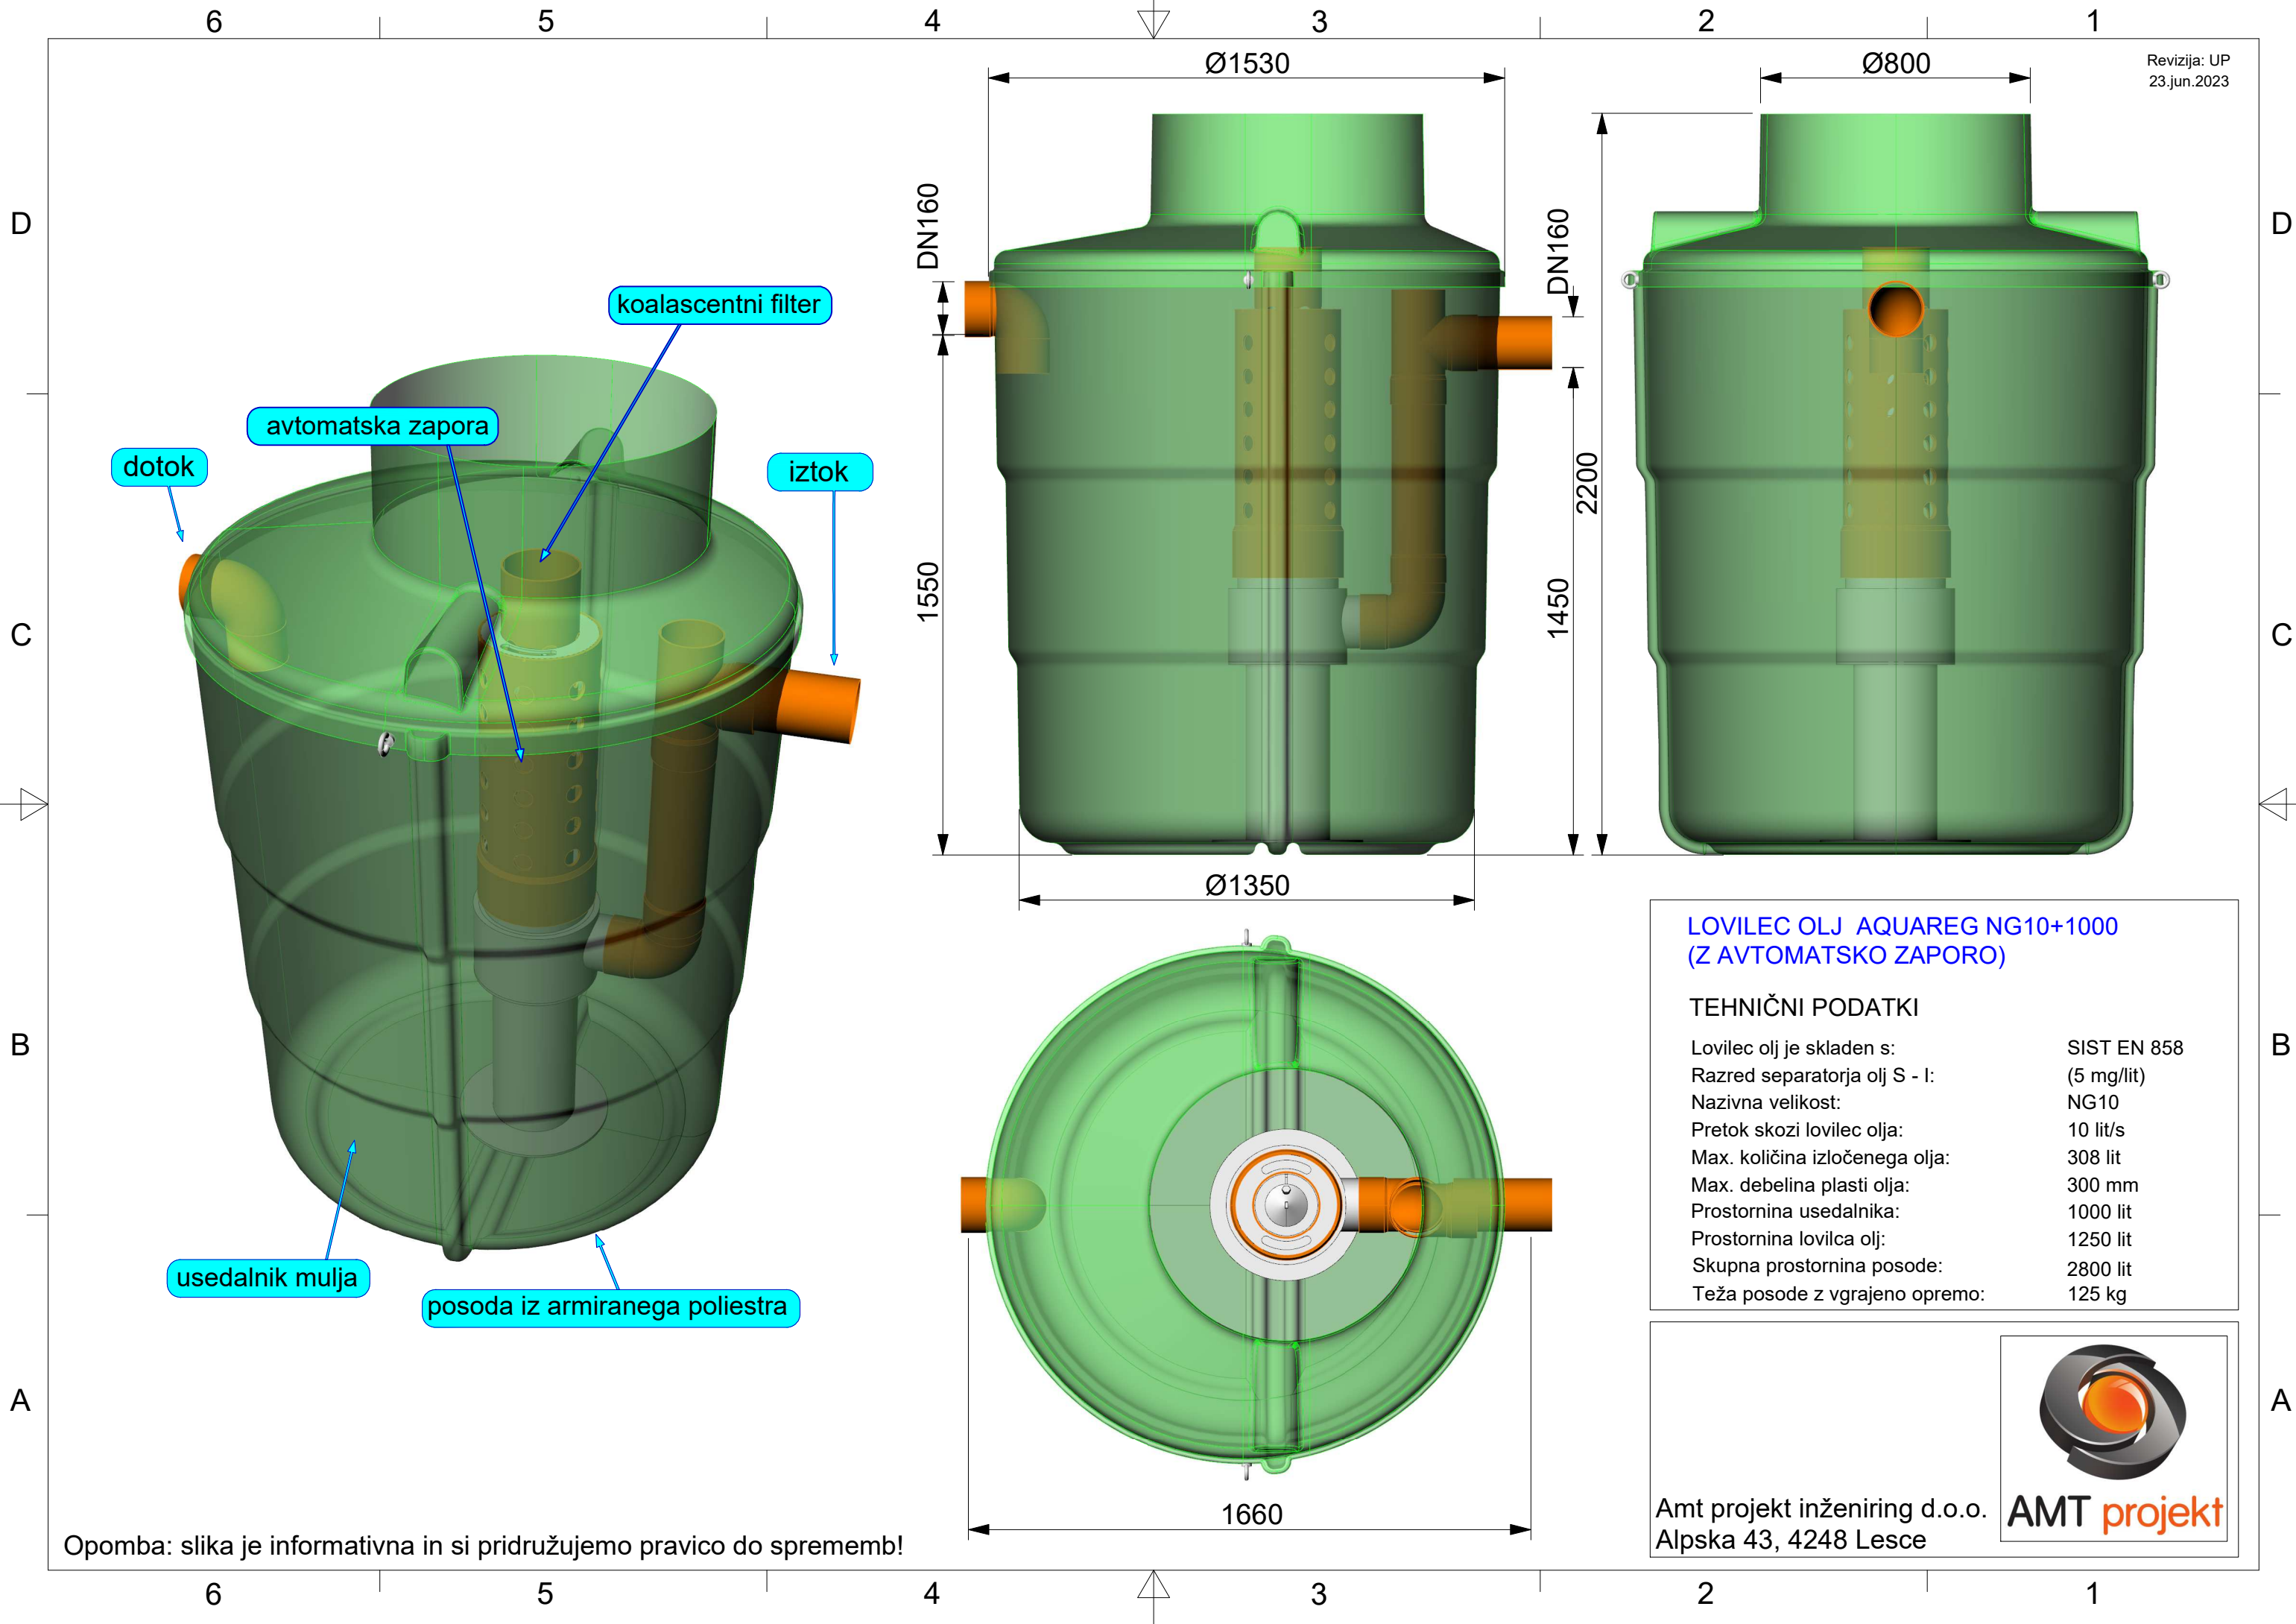 6 5 4 3 2 1
Revizija: UP
23.jun.2023
Ø1530
Ø800
DN160
DN160
D D
koalascentni filter
avtomatska zapora
dotok
iztok
2200
1550
1450
C C
Ø1350
LOVILEC OLJ AQUAREG NG10+1000
(Z AVTOMATSKO ZAPORO)
TEHNIČNI PODATKI
Lovilec olj je skladen s: SIST EN 858
Razred separatorja olj S - I: (5 mg/lit)
Nazivna velikost: NG10
Pretok skozi lovilec olja: 10 lit/s
Max. količina izločenega olja: 308 lit
Max. debelina plasti olja: 300 mm
Prostornina usedalnika: 1000 lit
Prostornina lovilca olj: 1250 lit
Skupna prostornina posode: 2800 lit
Teža posode z vgrajeno opremo: 125 kg
B B
usedalnik mulja
posoda iz armiranega poliestra
A A
1660
Amt projekt inženiring d.o.o.
Alpska 43, 4248 Lesce
AMT projekt
Opomba: slika je informativna in si pridružujemo pravico do sprememb!
6 5 4 3 2 1